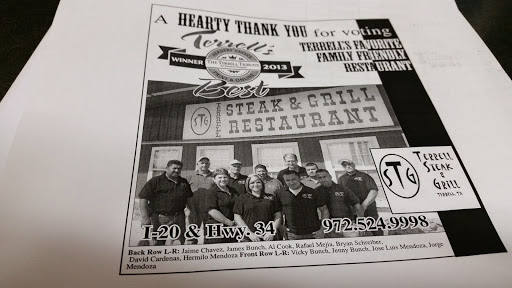 A HEARTY THANK YOU for voting
TERRELL'S FAVORITE
FAMILY FRIENDLY
RESTAURANT
Terrell's
READERS CHOICE
WINNER
THE TERRELL TRIBUNE
2013
Best
TERRELL
STEAK & GRILL
RESTAURANT
STG
STG
TERRELL
STEAK
&
GRILL
TERRELL, TX
I-20 & Hwy. 34
972.524.9998
Back Row L-R: Jaime Chavez, James Bunch, Al Cook, Rafael Mejia, Bryan Schreiber,
David Cardenas, Hermilo Mendoza Front Row L-R: Vicky Bunch, Jenny Bunch, Jose Luis Mendoza, Jorge
Mendoza